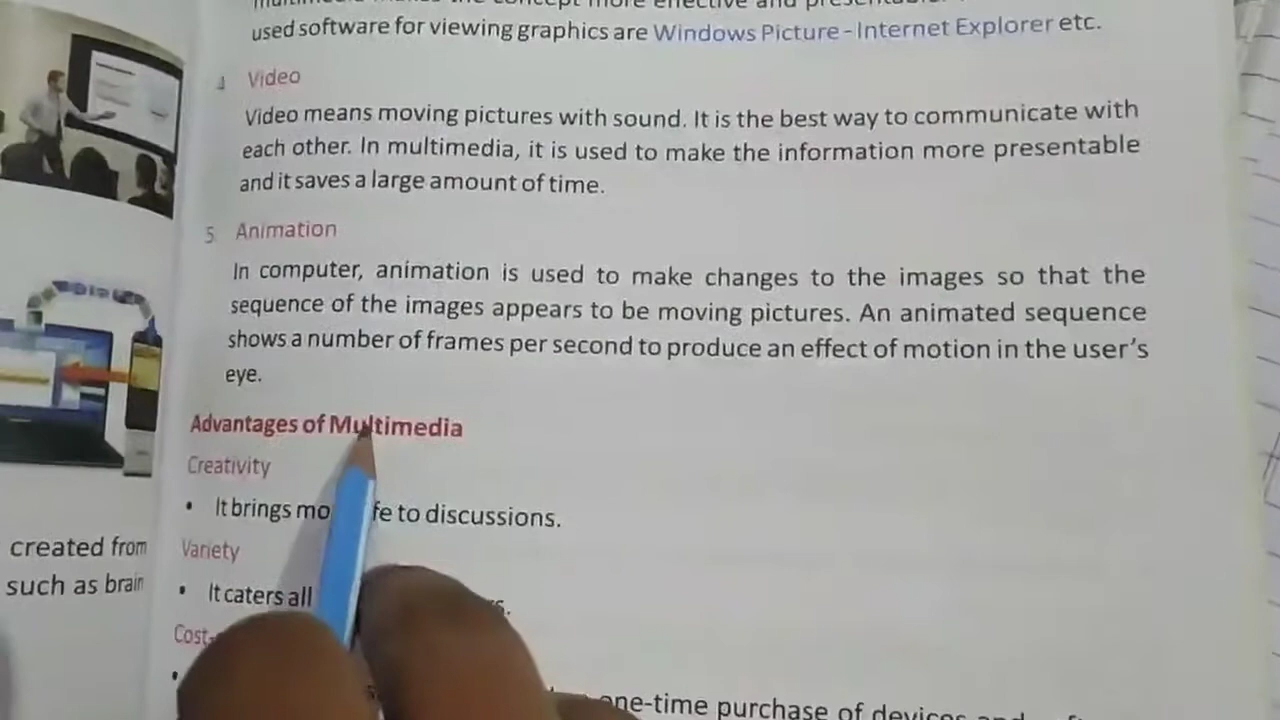 used software for viewing graphics are Windows Picture - Internet Explorer etc.
4 Video
Video means moving pictures with sound. It is the best way to communicate with
each other. In multimedia, it is used to make the information more presentable
and it saves a large amount of time.
5. Animation
In computer, animation is used to make changes to the images so that the
sequence of the images appears to be moving pictures. An animated sequence
shows a number of frames per second to produce an effect of motion in the user's
eye.
Advantages of Multimedia
Creativity
• It brings to discussions.
Variety
• It caters all
Cost-
one-time purchase of devices and
created from
such as brain